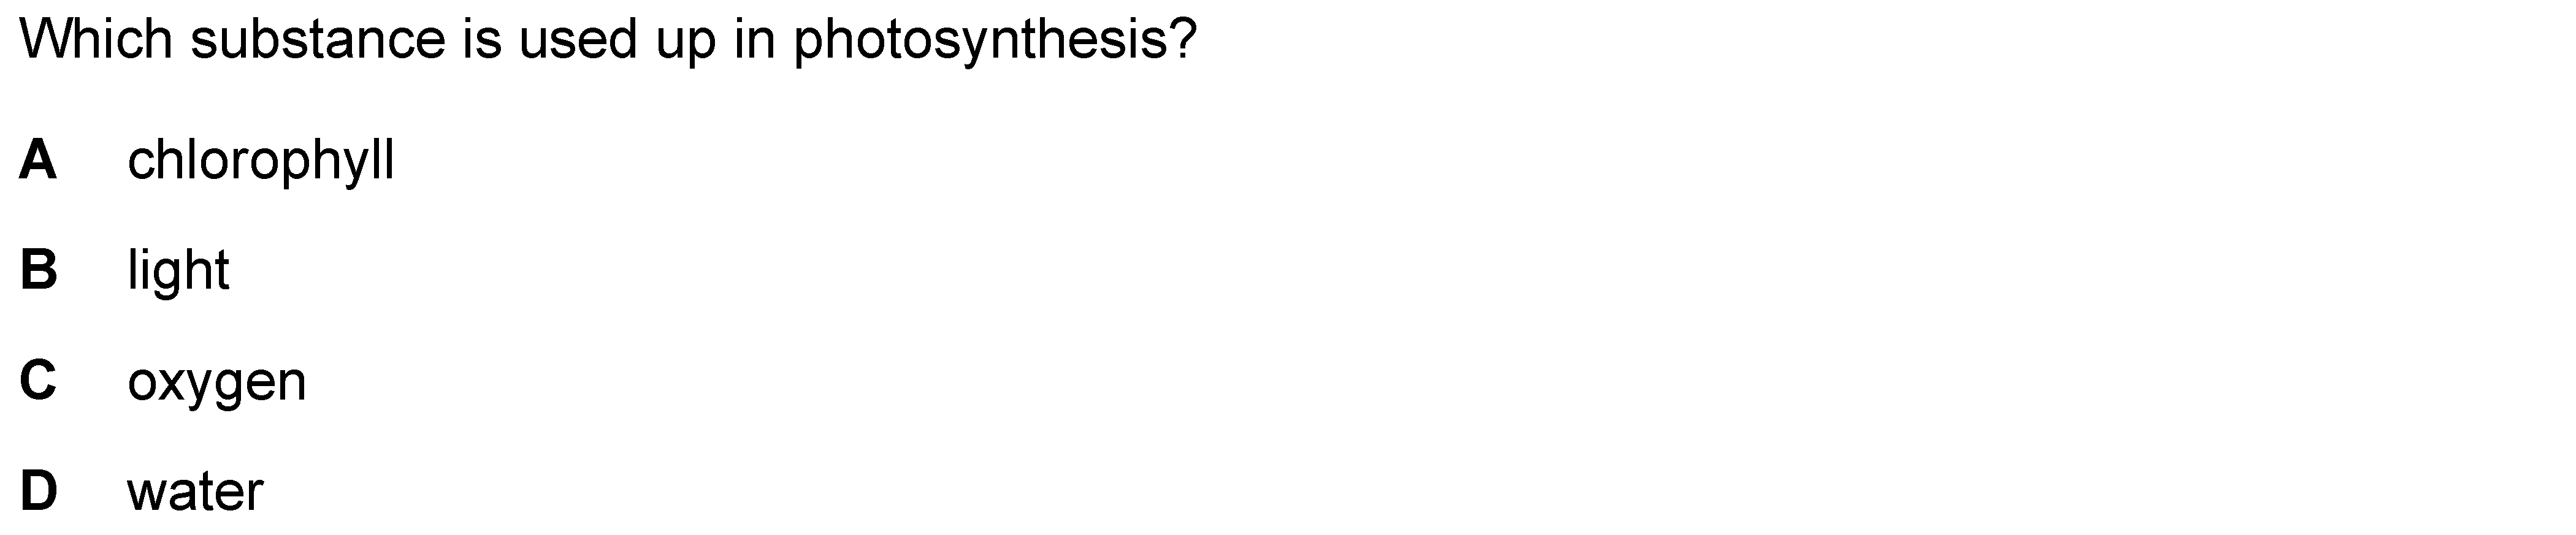 Which substance is used up in photosynthesis?
A chlorophyll
B light
C oxygen
D water